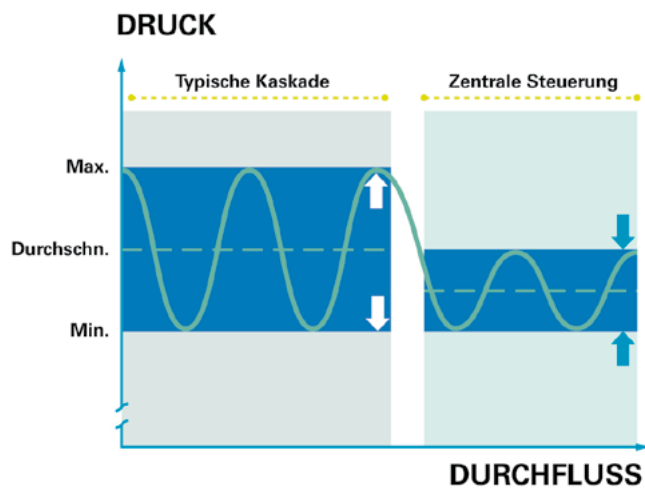 DRUCK
Typische Kaskade
Zentrale Steuerung
Max.
Durchschn.
Min.
DURCHFLUSS